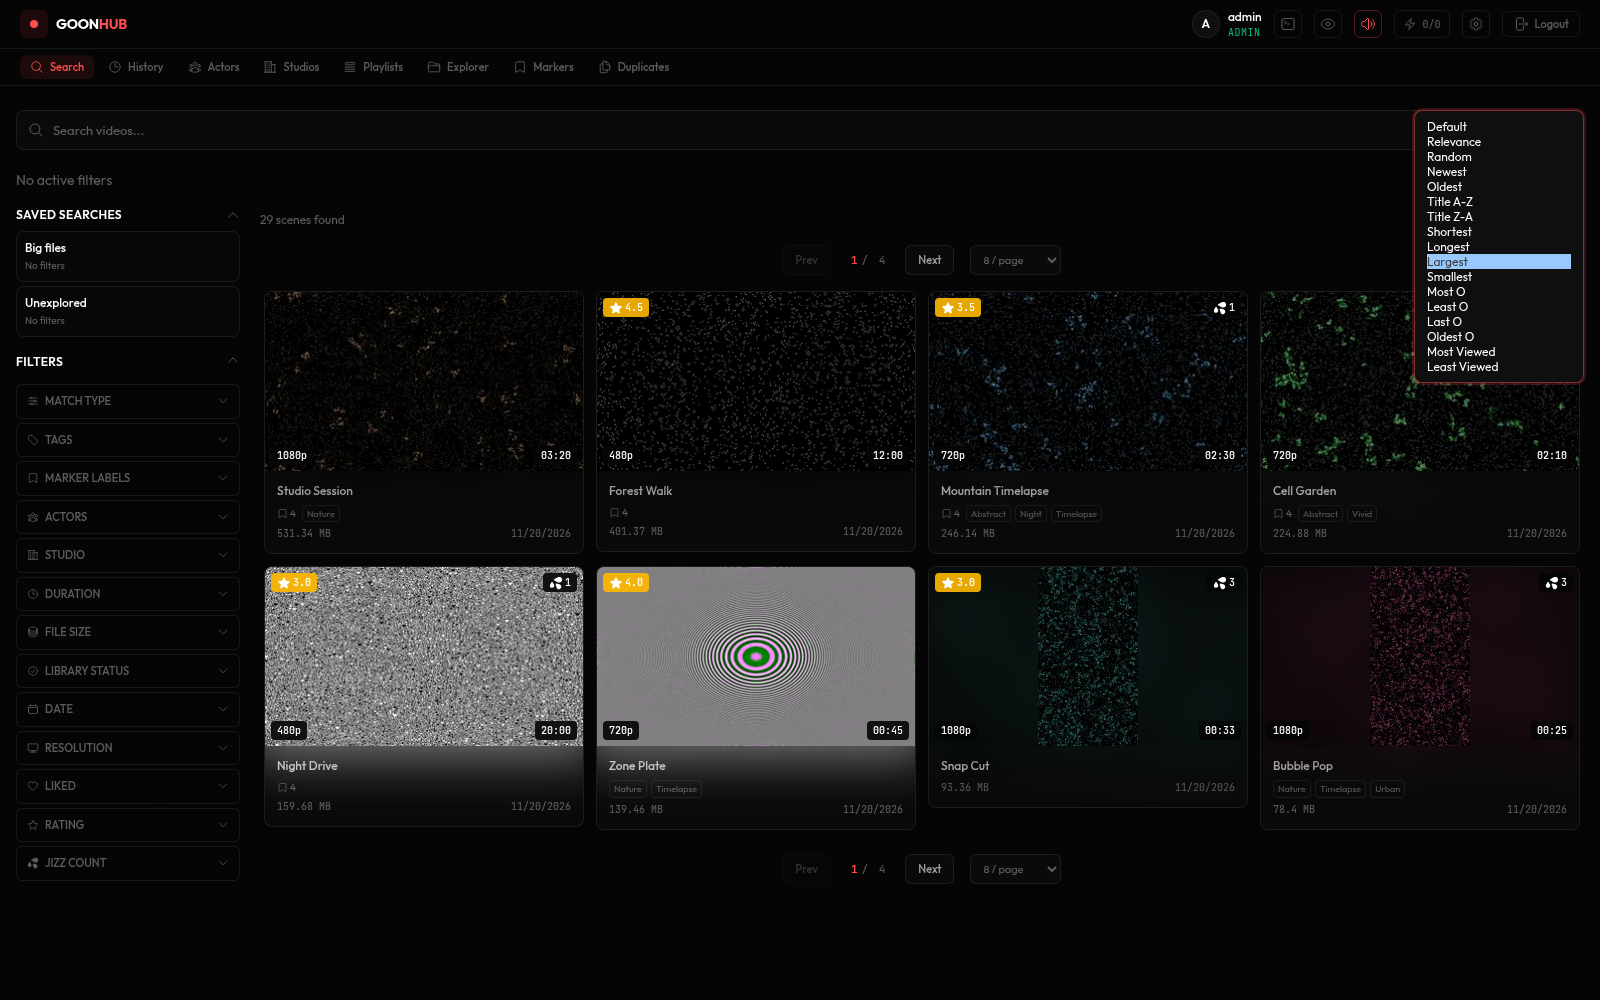 GOONHUB
A admin
ADMIN
0/0
Logout
Search History Actors Studios Playlists Explorer Markers Duplicates
Search videos...
Default
Relevance
Random
Newest
Oldest
Title A-Z
Title Z-A
Shortest
Longest
Largest
Smallest
Most O
Least O
Last O
Oldest O
Most Viewed
Least Viewed
No active filters
SAVED SEARCHES
Big files
No filters
Unexplored
No filters
FILTERS
MATCH TYPE
TAGS
MARKER LABELS
ACTORS
STUDIO
DURATION
FILE SIZE
LIBRARY STATUS
DATE
RESOLUTION
LIKED
RATING
JIZZ COUNT
29 scenes found
Prev 1 / 4 Next 8 / page
1080p 03:20
Studio Session
4 Nature
531.34 MB 11/20/2026
4.5
480p 12:00
Forest Walk
4
401.37 MB 11/20/2026
3.5 1
720p 02:30
Mountain Timelapse
4 Abstract Night Timelapse
246.14 MB 11/20/2026
720p 02:10
Cell Garden
4 Abstract Vivid
224.88 MB 11/20/2026
3.0 1
480p 20:00
Night Drive
4
159.68 MB 11/20/2026
4.0
720p 00:45
Zone Plate
Nature Timelapse
139.46 MB 11/20/2026
3.0 3
1080p 00:33
Snap Cut
93.36 MB 11/20/2026
3
1080p 00:25
Bubble Pop
Nature Timelapse Urban
78.4 MB 11/20/2026
Prev 1 / 4 Next 8 / page